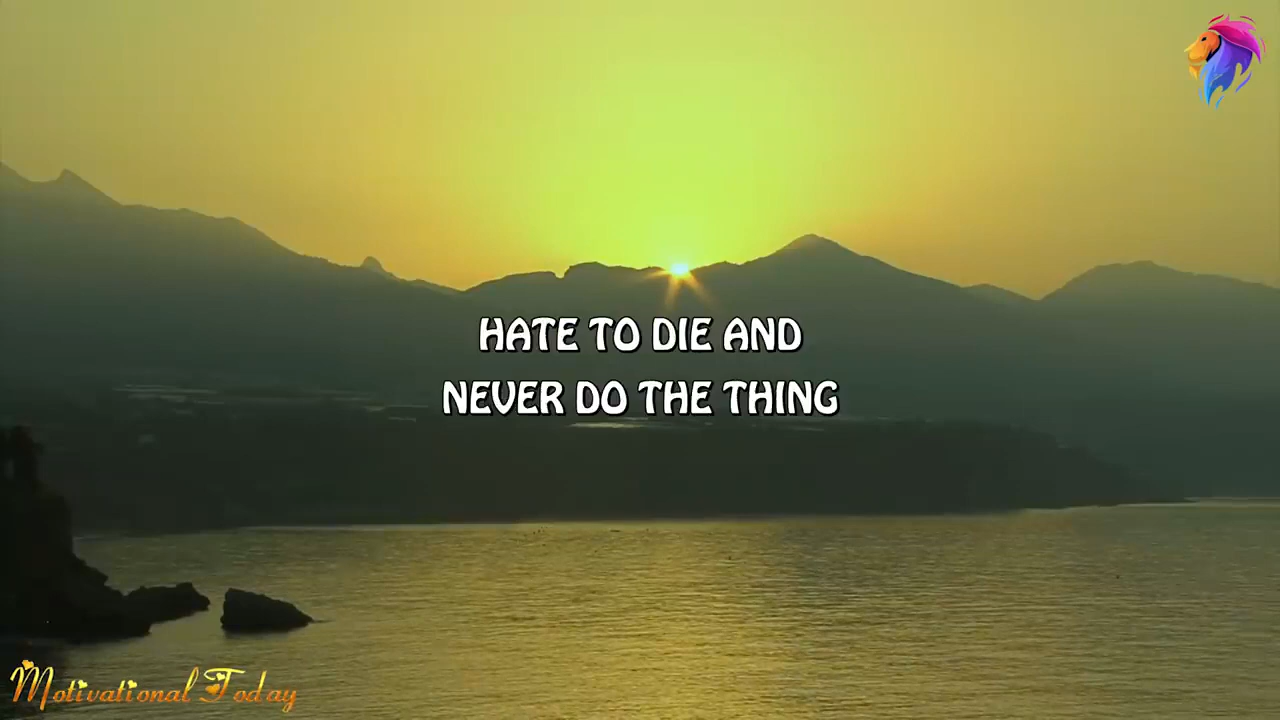 HATE TO DIE AND
NEVER DO THE THING
Motivational Today